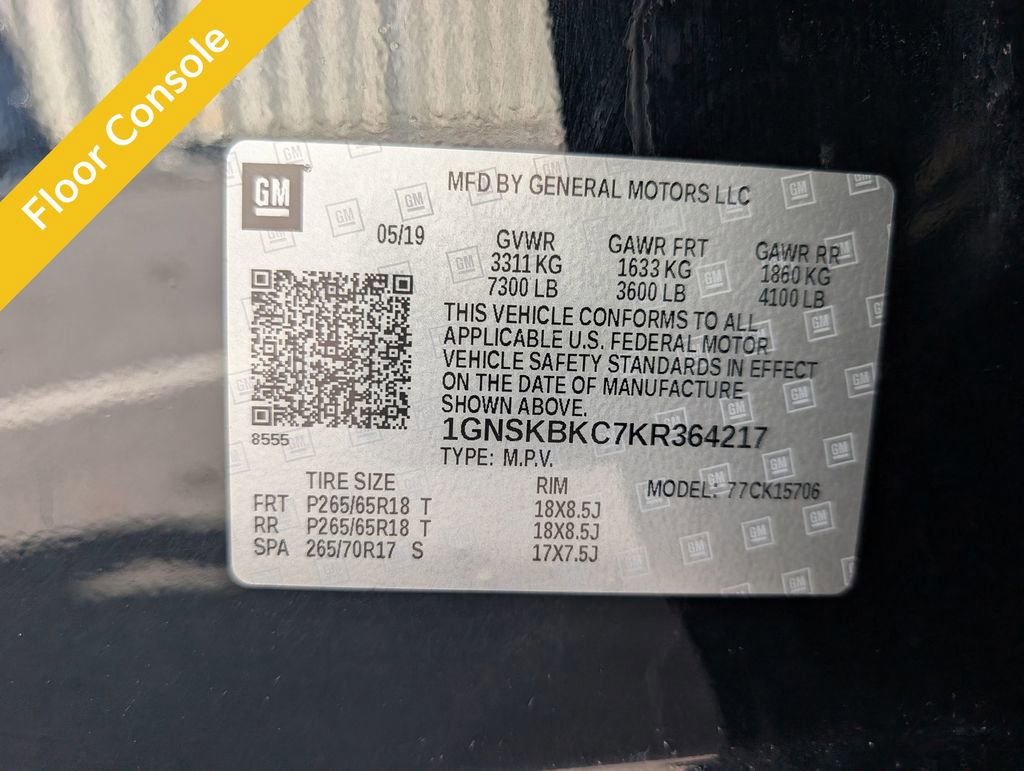 Floor Console
GM
MFD BY GENERAL MOTORS LLC
05/19
GVWR GAWR FRT GAWR RR
3311 KG 1633 KG 1860 KG
7300 LB 3600 LB 4100 LB
THIS VEHICLE CONFORMS TO ALL
APPLICABLE U.S. FEDERAL MOTOR
VEHICLE SAFETY STANDARDS IN EFFECT
ON THE DATE OF MANUFACTURE
SHOWN ABOVE.
8555
1GNSKBKC7KR364217
TYPE: M.P.V.
TIRE SIZE RIM MODEL: 77CK15706
FRT P265/65R18 T 18X8.5J
RR P265/65R18 T 18X8.5J
SPA 265/70R17 S 17X7.5J